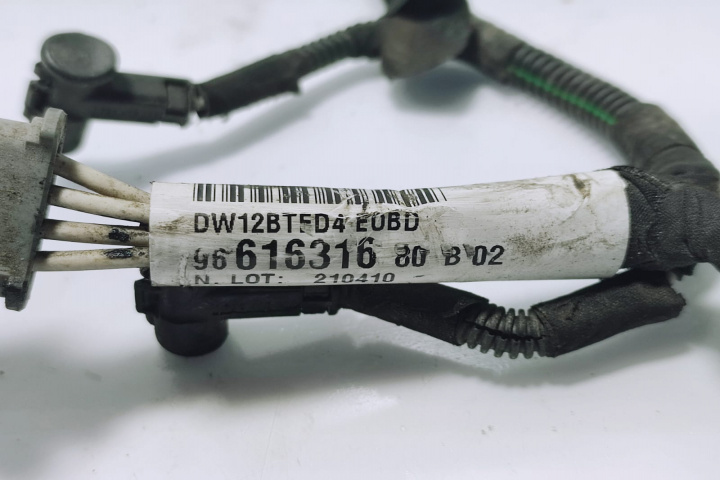 DW12BTED4 EOBD
96 616316 80 B 02
N. LOT: 210410